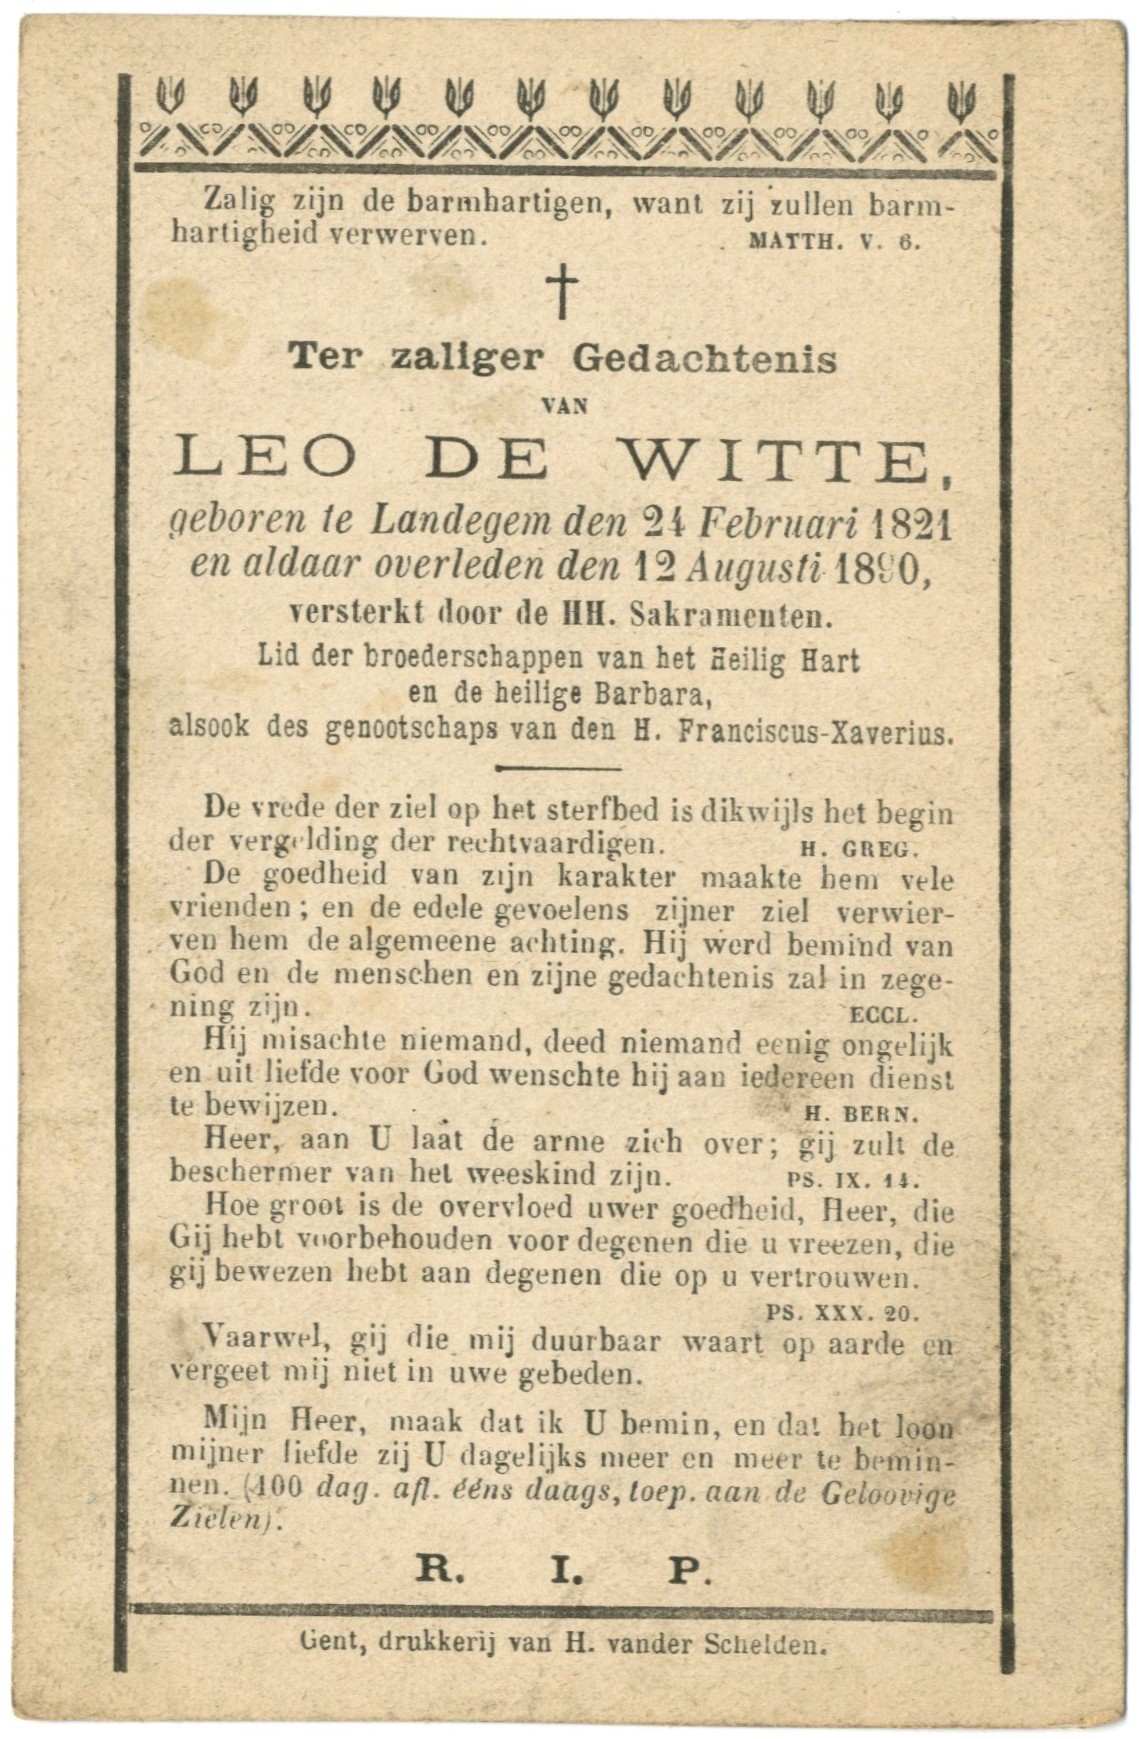 Zalig zijn de barmhartigen, want zij zullen barm-
hartigheid verwerven. MATTH. V. 6.
Ter zaliger Gedachtenis
VAN
LEO DE WITTE,
geboren te Landegem den 24 Februari 1821
en aldaar overleden den 12 Augusti 1890,
versterkt door de HH. Sakramenten.
Lid der broederschappen van het Heilig Hart
en de heilige Barbara,
alsook des genootschaps van den H. Franciscus-Xaverius.
De vrede der ziel op het sterfbed is dikwijls het begin
der vergelding der rechtvaardigen. H. GREG.
De goedheid van zijn karakter maakte hem vele
vrienden ; en de edele gevoelens zijner ziel verwier-
ven hem de algemeene achting. Hij werd bemind van
God en de menschen en zijne gedachtenis zal in zege-
ning zijn. ECCL.
Hij misachte niemand, deed niemand eenig ongelijk
en uit liefde voor God wenschte hij aan iedereen dienst
te bewijzen. H. BERN.
Heer, aan U laat de arme zich over; gij zult de
beschermer van het weeskind zijn. PS. IX. 14.
Hoe groot is de overvloed uwer goedheid, Heer, die
Gij hebt voorbehouden voor degenen die u vreezen, die
gij bewezen hebt aan degenen die op u vertrouwen.
PS. XXX. 20.
Vaarwel, gij die mij duurbaar waart op aarde en
vergeet mij niet in uwe gebeden.
Mijn Heer, maak dat ik U bemin, en dat het loon
mijner liefde zij U dagelijks meer en meer te bemin-
nen. (100 dag. afl. ééns daags, toep. aan de Geloovige
Zielen).
R. I. P.
Gent, drukkerij van H. vander Schelden.